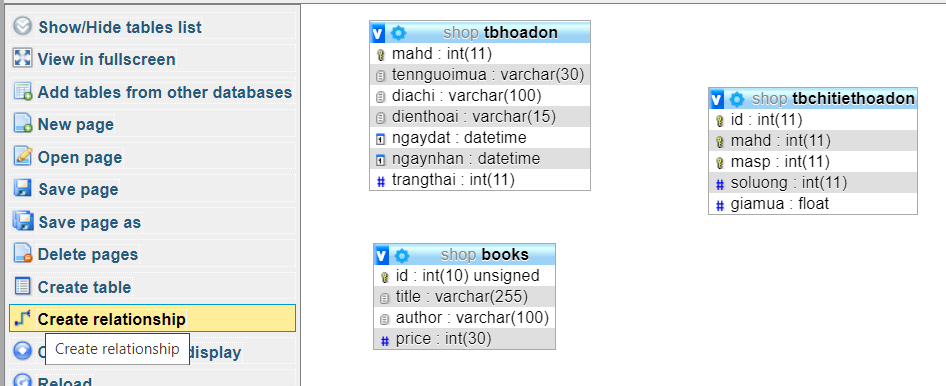 Show/Hide tables list
View in fullscreen
Add tables from other databases
New page
Open page
Save page
Save page as
Delete pages
Create table
Create relationship
Create relationship
display
Reload
v shop tbhoadon
mahd : int(11)
tennguoimua : varchar(30)
diachi : varchar(100)
dienthoai : varchar(15)
ngaydat : datetime
ngaynhan : datetime
# trangthai : int(11)
v shop tbchitiethoadon
id : int(11)
mahd : int(11)
masp : int(11)
# soluong : int(11)
# giamua : float
v shop books
id : int(10) unsigned
title : varchar(255)
author : varchar(100)
# price : int(30)